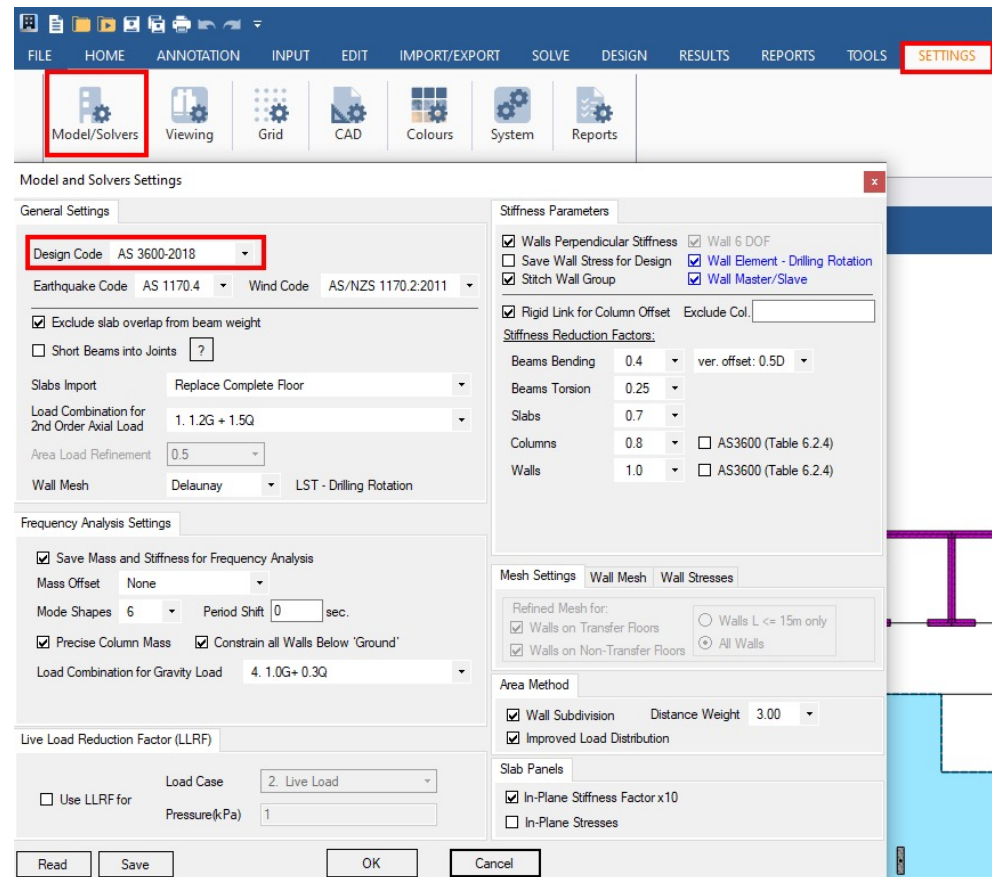 FILE HOME ANNOTATION INPUT EDIT IMPORT/EXPORT SOLVE DESIGN RESULTS REPORTS TOOLS SETTINGS
Model/Solvers Viewing Grid CAD Colours System Reports
Model and Solvers Settings x
General Settings
Design Code AS 3600-2018
Earthquake Code AS 1170.4 Wind Code AS/NZS 1170.2:2011
Exclude slab overlap from beam weight
Short Beams into Joints ?
Slabs Import Replace Complete Floor
Load Combination for
2nd Order Axial Load 1. 1.2G + 1.5Q
Area Load Refinement 0.5
Wall Mesh Delaunay LST - Drilling Rotation
Frequency Analysis Settings
Save Mass and Stiffness for Frequency Analysis
Mass Offset None
Mode Shapes 6 Period Shift 0 sec.
Precise Column Mass Constrain all Walls Below 'Ground'
Load Combination for Gravity Load 4. 1.0G+ 0.3Q
Live Load Reduction Factor (LLRF)
Use LLRF for
Load Case 2. Live Load
Pressure(kPa) 1
Read Save OK Cancel
Stiffness Parameters
Walls Perpendicular Stiffness Wall 6 DOF
Save Wall Stress for Design Wall Element - Drilling Rotation
Stitch Wall Group Wall Master/Slave
Rigid Link for Column Offset Exclude Col.
Stiffness Reduction Factors:
Beams Bending 0.4 ver. offset: 0.5D
Beams Torsion 0.25
Slabs 0.7
Columns 0.8 AS3600 (Table 6.2.4)
Walls 1.0 AS3600 (Table 6.2.4)
Mesh Settings Wall Mesh Wall Stresses
Refined Mesh for:
Walls on Transfer Floors Walls L <= 15m only
Walls on Non-Transfer Floors All Walls
Area Method
Wall Subdivision Distance Weight 3.00
Improved Load Distribution
Slab Panels
In-Plane Stiffness Factor x10
In-Plane Stresses